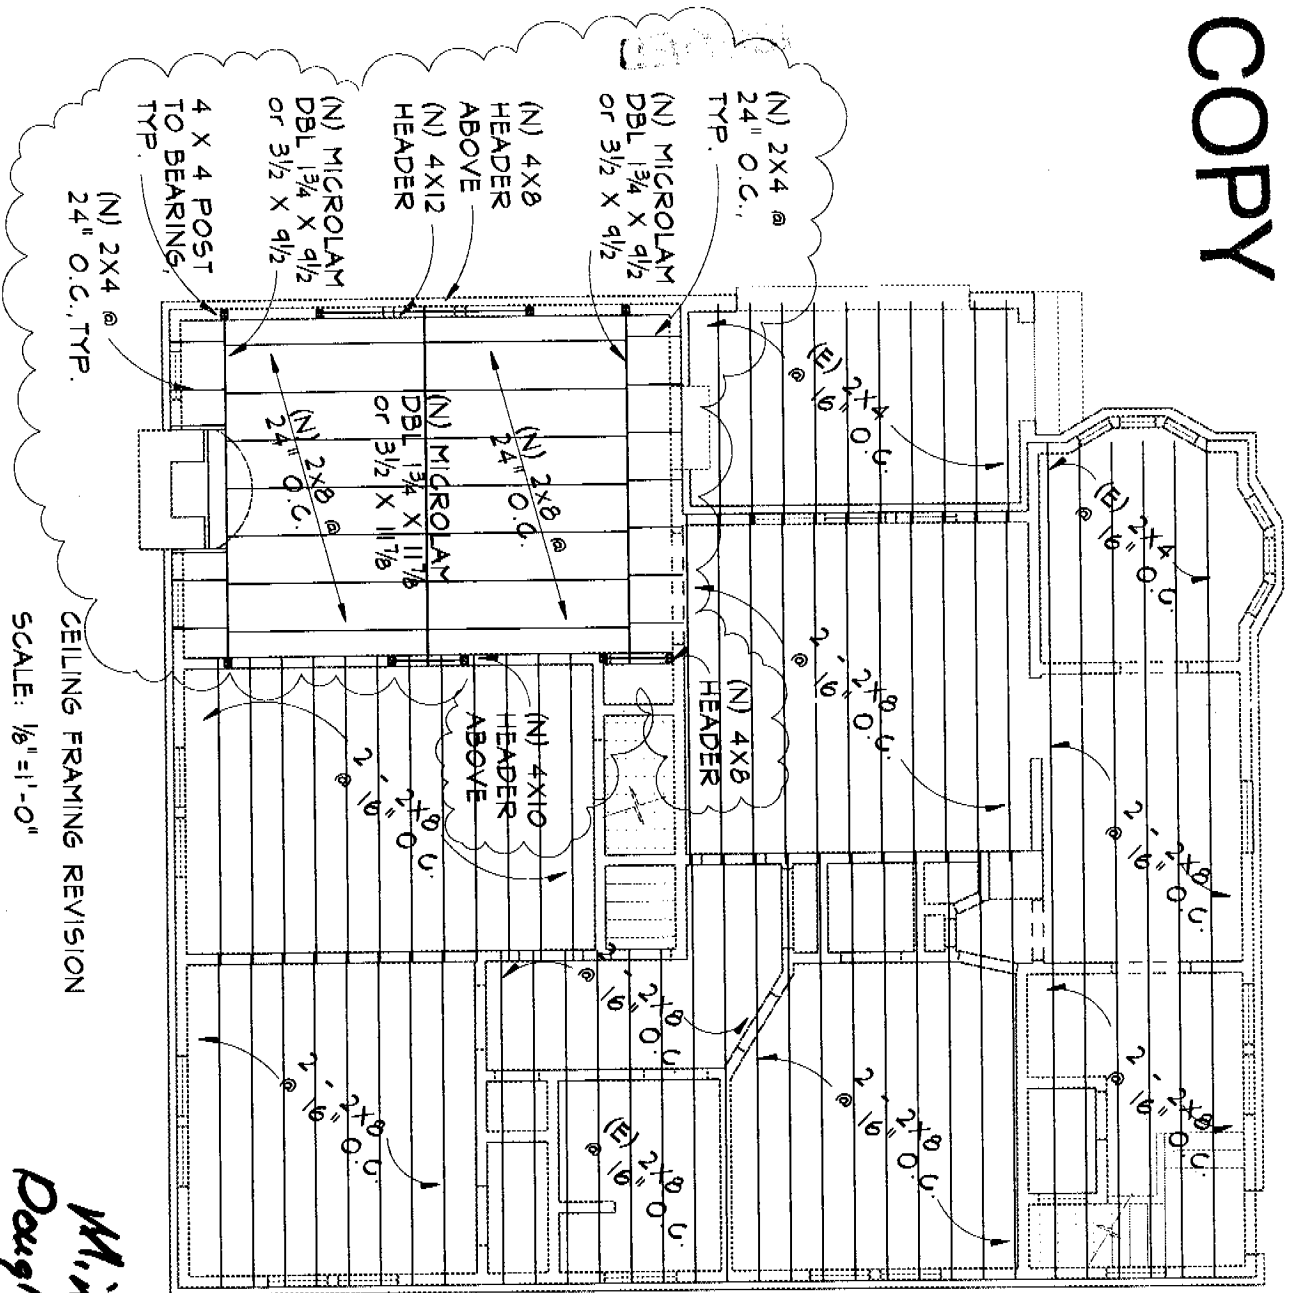 COPY
(N) 2X4 @
24" O.C.,
TYP.
(N) MICROLAM
DBL 1¾ X 9½
or 3½ X 9½
(N) 4X8
HEADER
ABOVE
(N) 4X12
HEADER
(N) MICROLAM
DBL 1¾ X 9½
or 3½ X 9½
4 X 4 POST
TO BEARING,
TYP.
(N) 2X4 @
24" O.C., TYP.
(E) 2X4
@ 16" O.C.
(E) 2X4
@ 16" O.C.
(N) 2X8 @
24" O.C.
(N) MICROLAM
DBL 1¾ X 11⅞
or 3½ X 11⅞
(N) 2X8 @
24" O.C.
2 - 2X8
@ 16" O.C.
(N) 4X8
HEADER
(N) 4X10
HEADER
ABOVE
2 - 2X8
@ 16" O.C.
2 - 2X8
@ 16" O.C.
2 - 2X8
@ 16" O.C.
2 - 2X8
@ 16" O.C.
2 - 2X8
@ 16" O.C.
(E) 2X8
@ 16" O.C.
2 - 2X8
@ 16" O.C.
CEILING FRAMING REVISION
SCALE: ⅛"=1'-0"